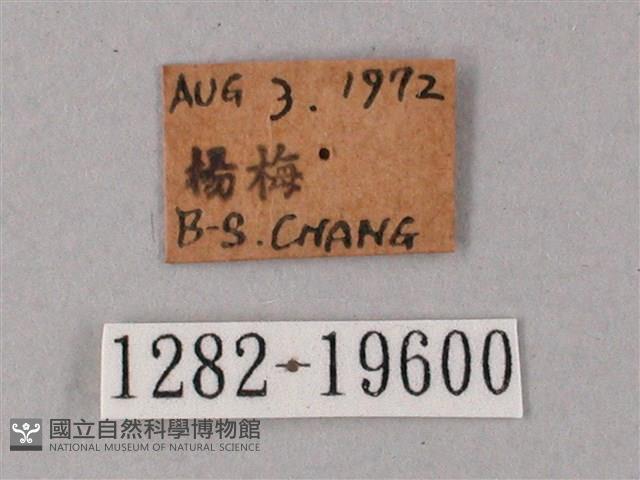 AUG 3. 1972
楊梅
B-S. CHANG
1282-19600
國立自然科學博物館
NATIONAL MUSEUM OF NATURAL SCIENCE